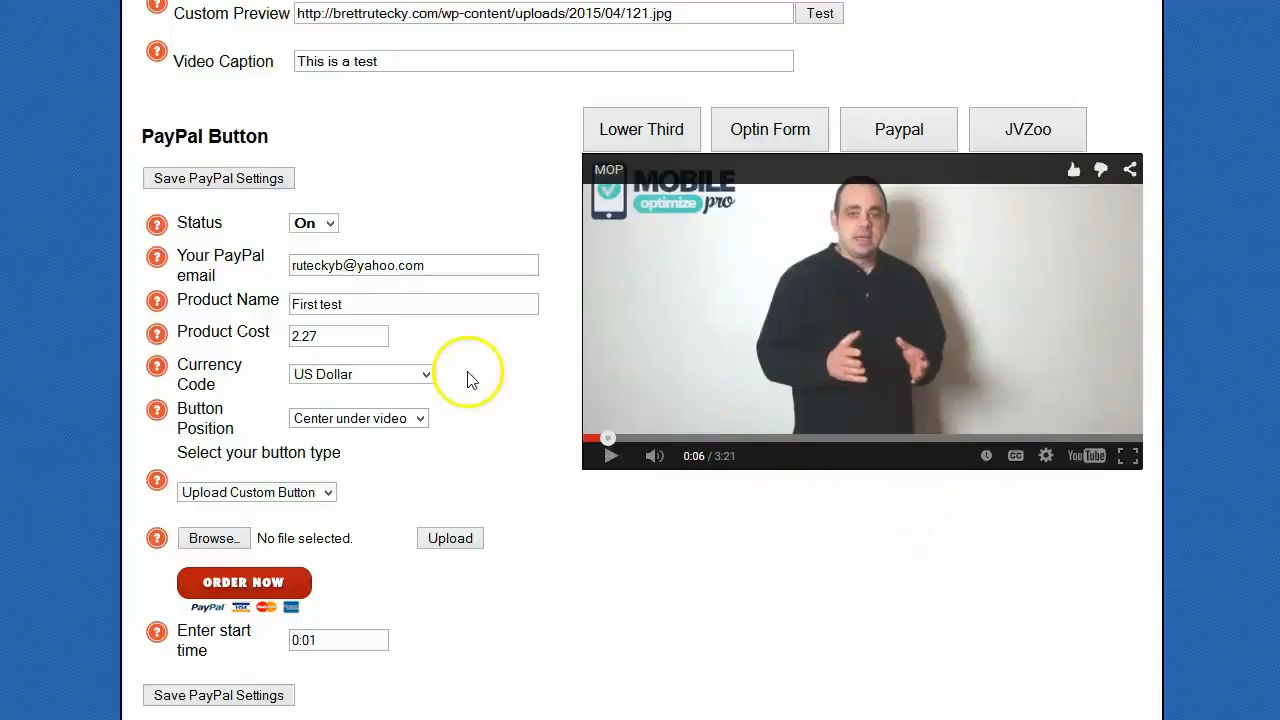 Custom Preview http://brettrutecky.com/wp-content/uploads/2015/04/121.jpg Test
Video Caption This is a test
Lower Third Optin Form Paypal JVZoo
PayPal Button
Save PayPal Settings
MOP
MOBILE
optimize pro
Status On
Your PayPal email ruteckyb@yahoo.com
Product Name First test
Product Cost 2.27
Currency Code US Dollar
Button Position Center under video
Select your button type
0:06 / 3:21 CC YouTube
Upload Custom Button
Browse... No file selected. Upload
ORDER NOW
PayPal VISA
Enter start time 0:01
Save PayPal Settings